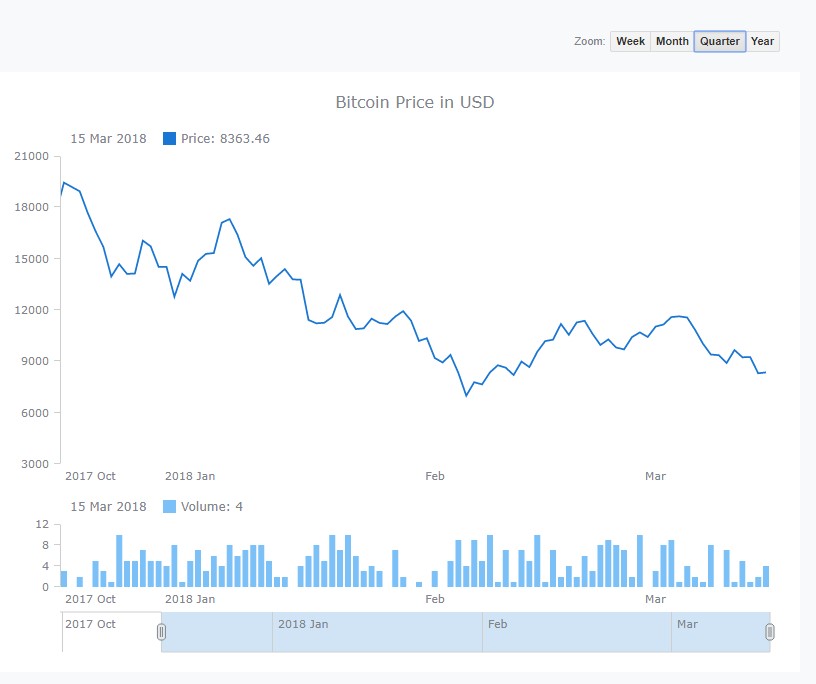 Zoom: Week Month Quarter Year
Bitcoin Price in USD
15 Mar 2018 Price: 8363.46
21000
18000
15000
12000
9000
6000
3000
2017 Oct 2018 Jan Feb Mar
15 Mar 2018 Volume: 4
12
8
4
0
2017 Oct 2018 Jan Feb Mar
2017 Oct 2018 Jan Feb Mar